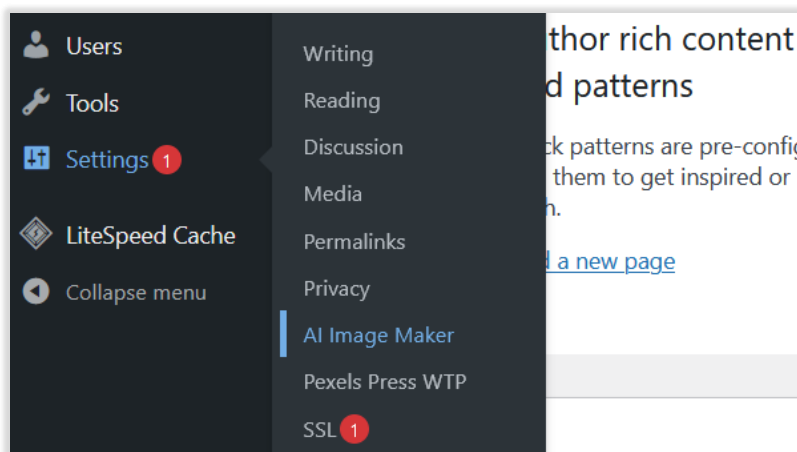 Users
Tools
Settings 1
LiteSpeed Cache
Collapse menu
Writing
Reading
Discussion
Media
Permalinks
Privacy
AI Image Maker
Pexels Press WTP
SSL 1
thor rich content
d patterns
ck patterns are pre-config
them to get inspired or
h.
d a new page